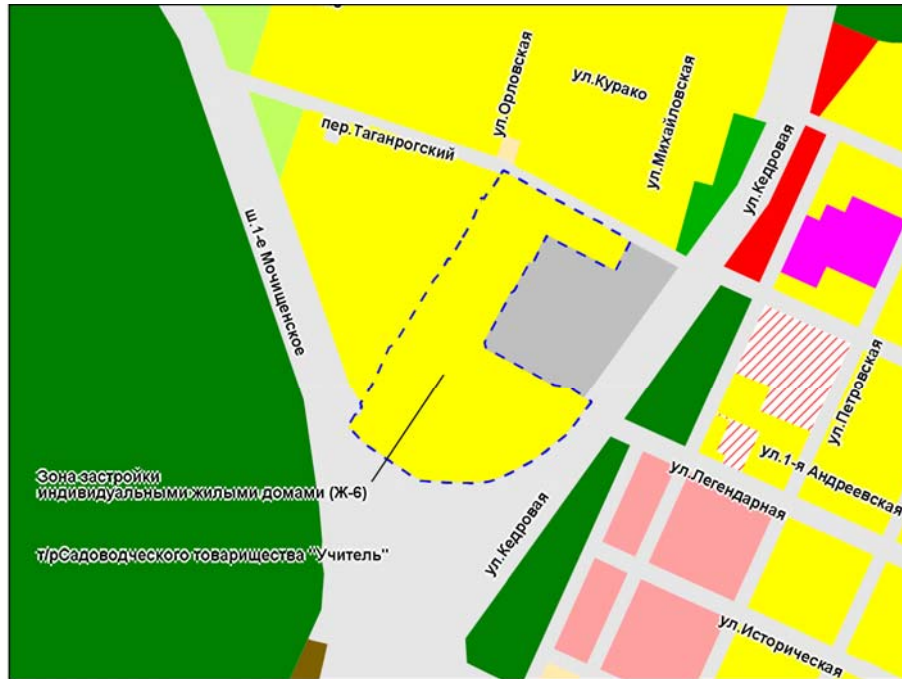 ул.Орловская
ул.Курако
ул.Михайловская
пер.Таганрогский
ул.Кедровая
ш.1-е Мочищенское
ул.Петровская
ул.1-я Андреевская
Зона застройки
индивидуальными жилыми домами (Ж-6)
ул.Легендарная
ул.Кедровая
т/рСадоводческого товарищества "Учитель"
ул.Историческая